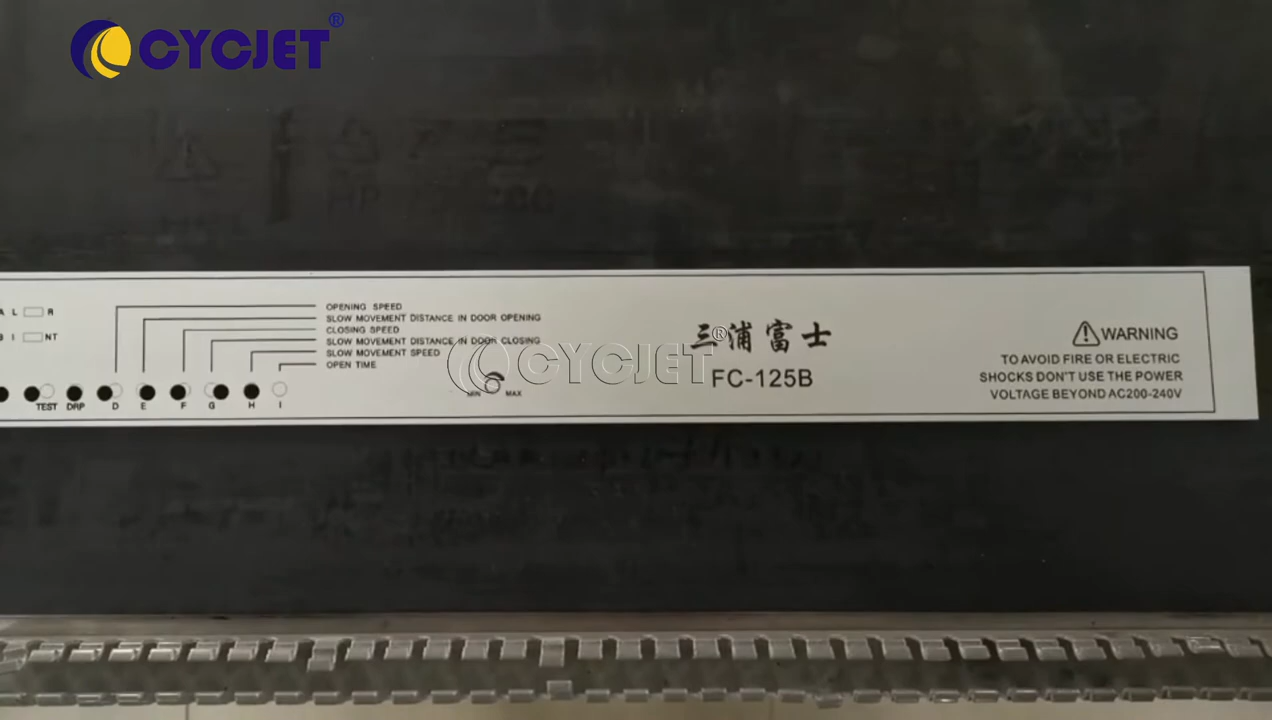 CYCJET®
A L R
B I NT
OPENING SPEED
SLOW MOVEMENT DISTANCE IN DOOR OPENING
CLOSING SPEED
SLOW MOVEMENT DISTANCE IN DOOR CLOSING
SLOW MOVEMENT SPEED
OPEN TIME
TEST DRP D E F G H I
MIN MAX
CYCJET®
三浦富士
FC-125B
WARNING
TO AVOID FIRE OR ELECTRIC
SHOCKS DON'T USE THE POWER
VOLTAGE BEYOND AC200-240V